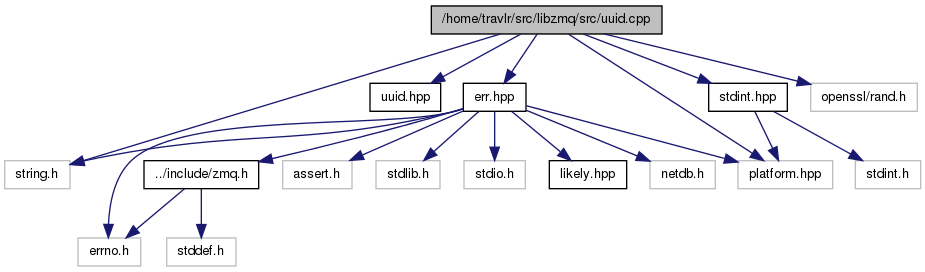 /home/travlr/src/libzmq/src/uuid.cpp
uuid.hpp
err.hpp
stdint.hpp
openssl/rand.h
string.h
../include/zmq.h
assert.h
stdlib.h
stdio.h
likely.hpp
netdb.h
platform.hpp
stdint.h
errno.h
stddef.h